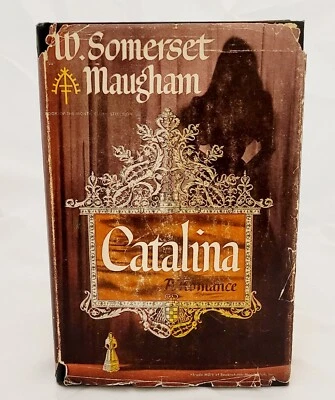 W. Somerset
Maugham
Catalina
A Romance